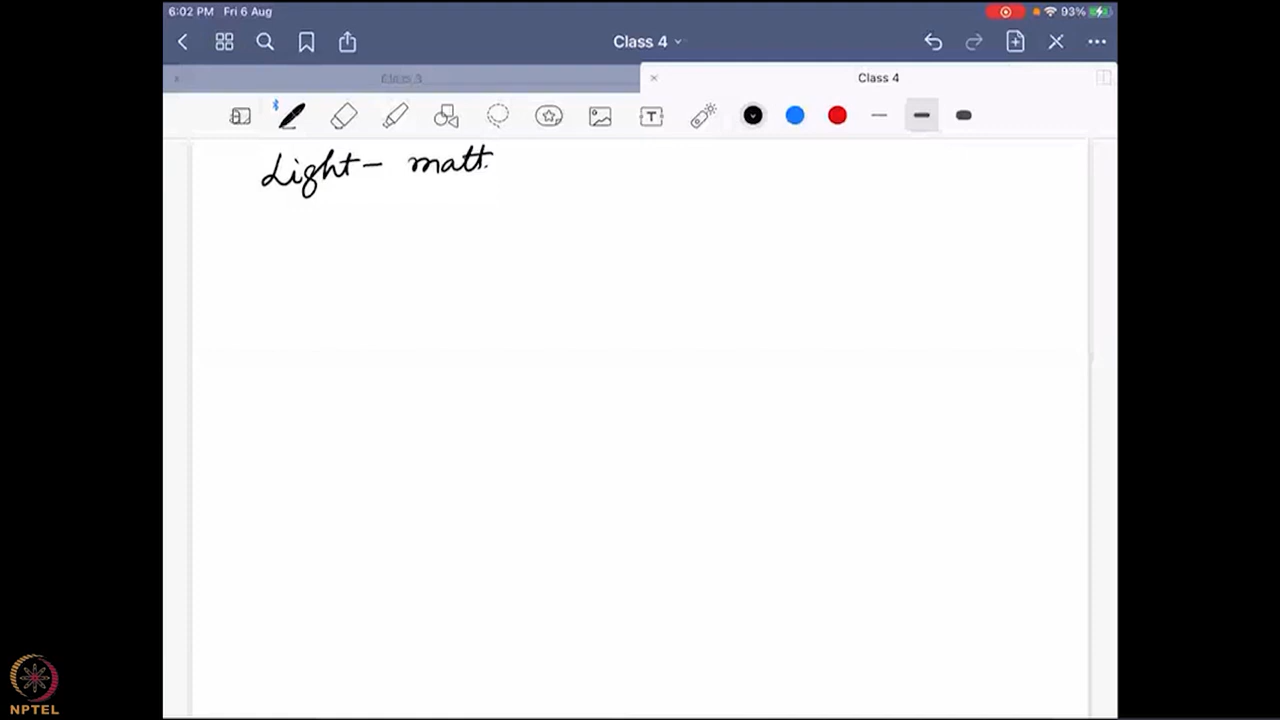 6:02 PM Fri 6 Aug 93%
Class 4
Class 3 Class 4
T
Light - matt
NPTEL